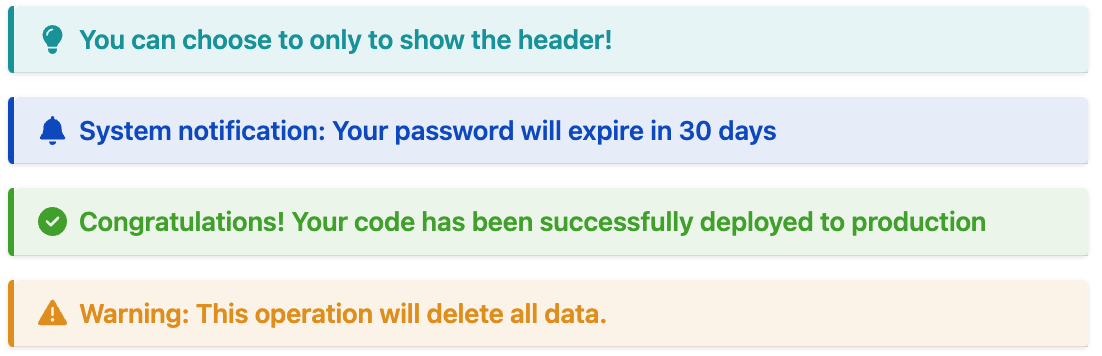 You can choose to only to show the header!
System notification: Your password will expire in 30 days
Congratulations! Your code has been successfully deployed to production
Warning: This operation will delete all data.